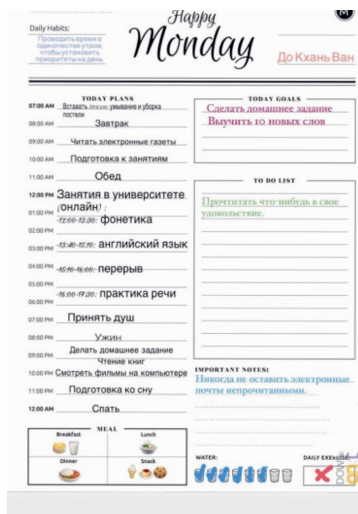 Happy
Monday
Daily Habits:
Проводить время в
одиночестве утром,
чтобы установить
приоритеты на день.
До Кхань Ван
TODAY PLANS
07:00 AM Вставать, умывание и уборка
постели
08:00 AM Завтрак
09:00 AM Читать электронные газеты
10:00 AM Подготовка к занятиям
11:00 AM Обед
12:00 PM Занятия в университете
(онлайн) :
01:00 PM -12:00-13:30: фонетика
02:00 PM
03:00 PM -13:40-15:10: английский язык
04:00 PM -15:10-16:00: перерыв
05:00 PM
06:00 PM -16:00-17:30: практика речи
07:00 PM Принять душ
08:00 PM Ужин
Делать домашнее задание
09:00 PM Чтение книг
10:00 PM Смотреть фильмы на компьютере
11:00 PM Подготовка ко сну
12:00 AM Спать
MEAL
Breakfast Lunch
Dinner Snack
TODAY GOALS
Сделать домашнее задание
Выучить 10 новых слов
TO DO LIST
Прочтитать что-нибудь в свое
удовольствие.
IMPORTANT NOTES:
Никогда не оставить электронные
почты непрочитанными.
WATER: DAILY EXERCISE: